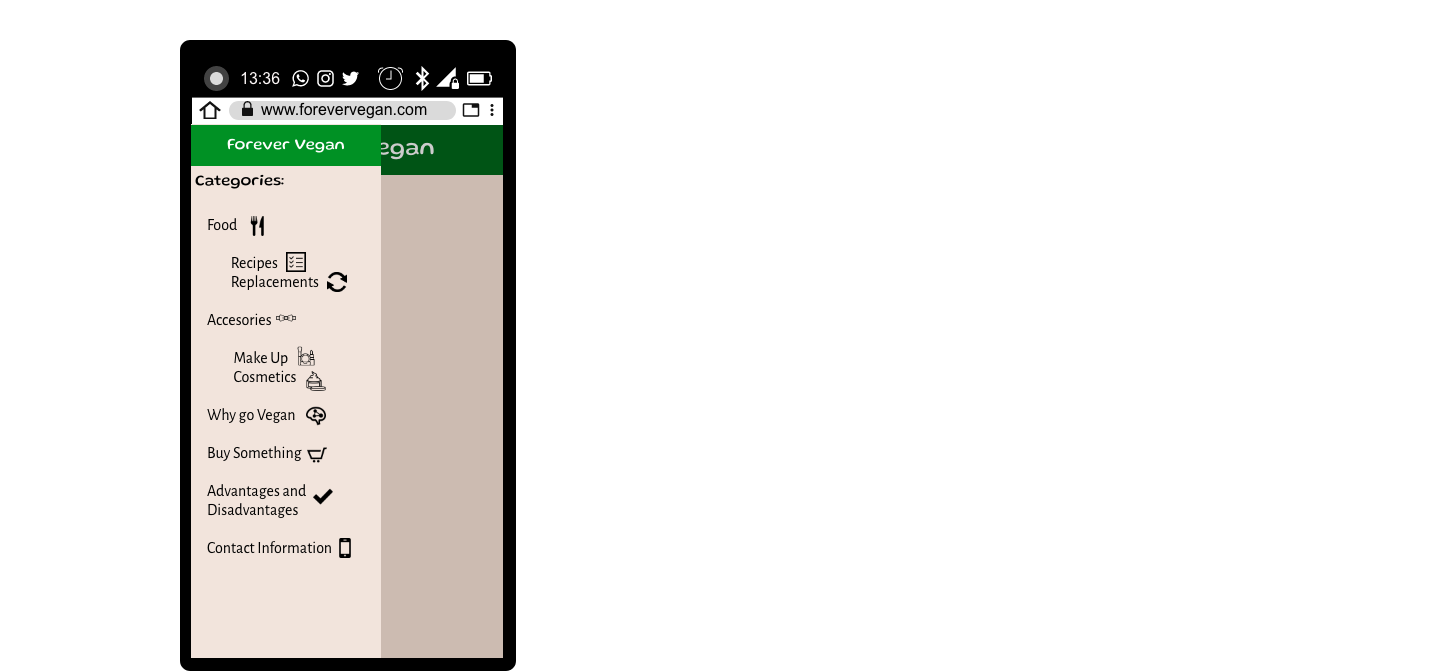 13:36
www.forevervegan.com
Forever Vegan
egan
Categories:
Food
Recipes
Replacements
Accesories
Make Up
Cosmetics
Why go Vegan
Buy Something
Advantages and
Disadvantages
Contact Information